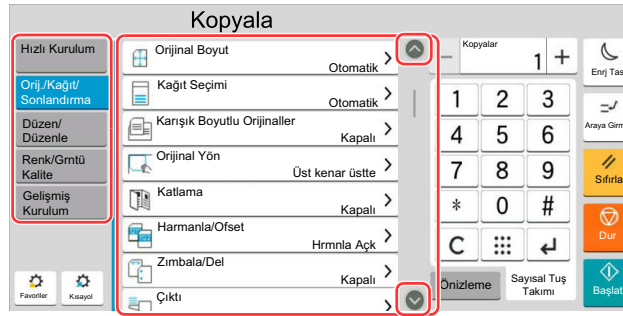 Kopyala
Hızlı Kurulum
Orij./Kağıt/
Sonlandırma
Düzen/
Düzenle
Renk/Grntü
Kalite
Gelişmiş
Kurulum
Favoriler
Kısayol
Orijinal Boyut
Otomatik
Kağıt Seçimi
Otomatik
Karışık Boyutlu Orijinaller
Kapalı
Orijinal Yön
Üst kenar üstte
Katlama
Kapalı
Harmanla/Ofset
Hrmnla Açk
Zımbala/Del
Kapalı
Çıktı
Kopyalar
− 1 +
1 2 3
4 5 6
7 8 9
* 0 #
C
Önizleme
Sayısal Tuş
Takımı
Enrj Tas
Araya Girm
Sıfırla
Dur
Başlat